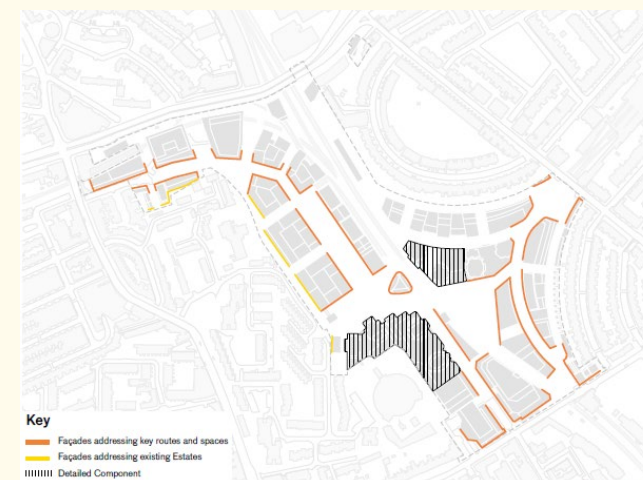 Key
Façades addressing key routes and spaces
Façades addressing existing Estates
Detailed Component